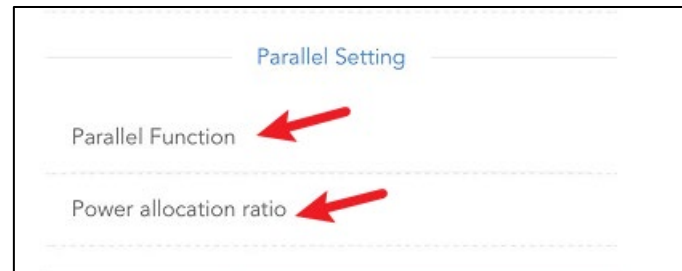 Parallel Setting
Parallel Function
Power allocation ratio